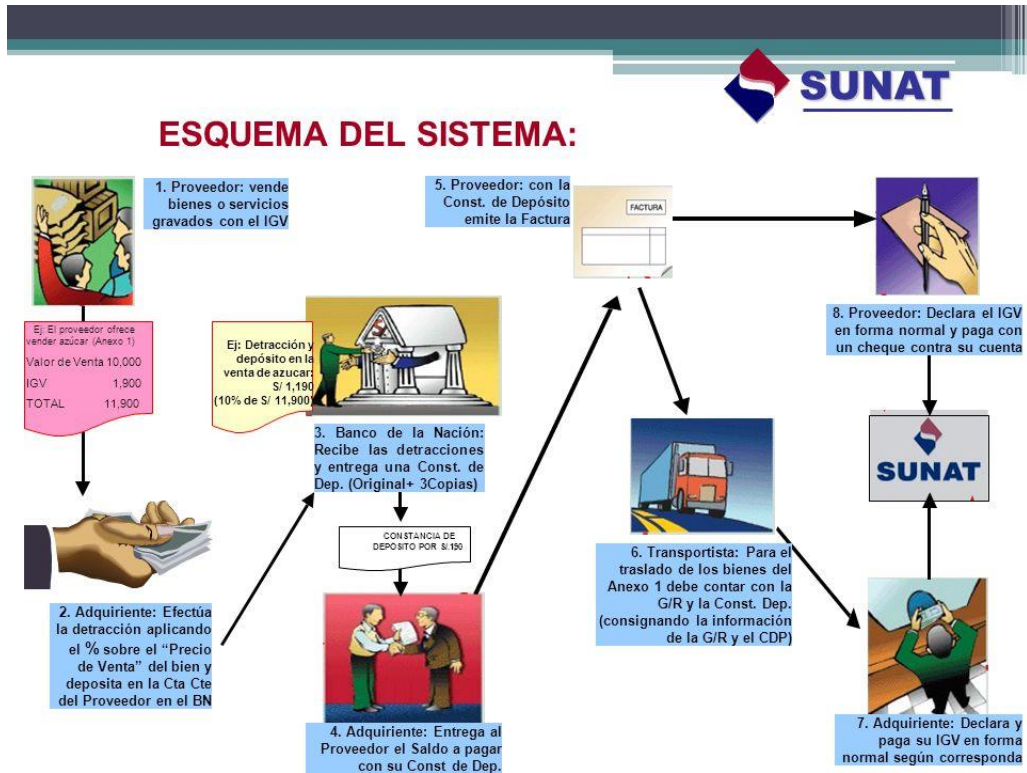 SUNAT
ESQUEMA DEL SISTEMA:
1. Proveedor: vende
bienes o servicios
gravados con el IGV
Ej: El proveedor ofrece
vender azúcar (Anexo 1)
Valor de Venta 10,000
IGV 1,900
TOTAL 11,900
2. Adquiriente: Efectúa
la detracción aplicando
el % sobre el “Precio
de Venta” del bien y
deposita en la Cta Cte
del Proveedor en el BN
Ej: Detracción y
depósito en la
venta de azucar:
S/ 1,190
(10% de S/ 11,900)
3. Banco de la Nación:
Recibe las detracciones
y entrega una Const. de
Dep. (Original+ 3Copias)
CONSTANCIA DE
DEPOSITO POR S/.190
4. Adquiriente: Entrega al
Proveedor el Saldo a pagar
con su Const de Dep.
5. Proveedor: con la
Const. de Depósito
emite la Factura
FACTURA
6. Transportista: Para el
traslado de los bienes del
Anexo 1 debe contar con la
G/R y la Const. Dep.
(consignando la información
de la G/R y el CDP)
7. Adquiriente: Declara y
paga su IGV en forma
normal según corresponda
8. Proveedor: Declara el IGV
en forma normal y paga con
un cheque contra su cuenta
SUNAT